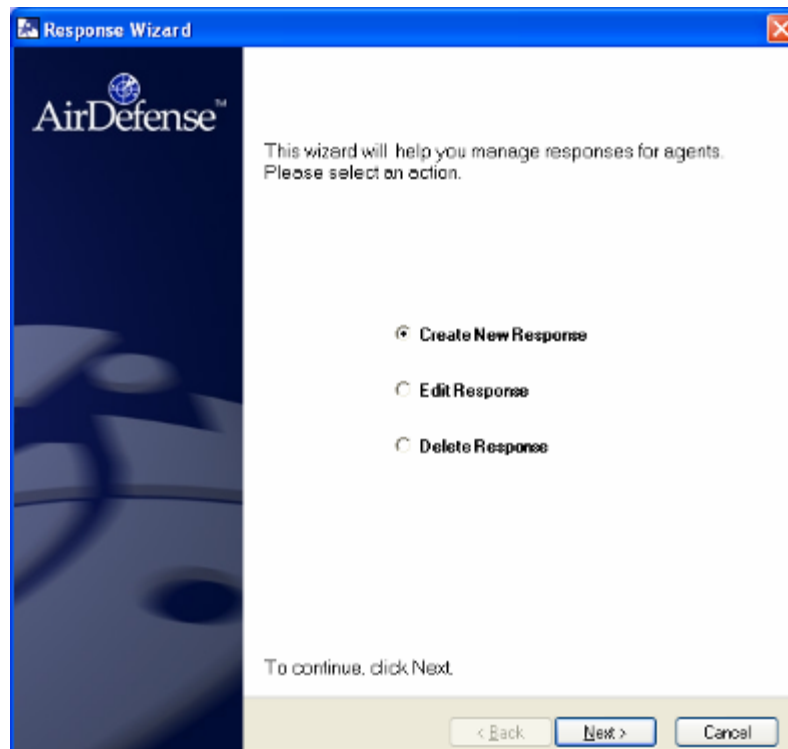 Response Wizard
AirDefense™
This wizard will help you manage responses for agents.
Please select an action.
Create New Response
Edit Response
Delete Response
To continue, click Next.
< Back
Next >
Cancel